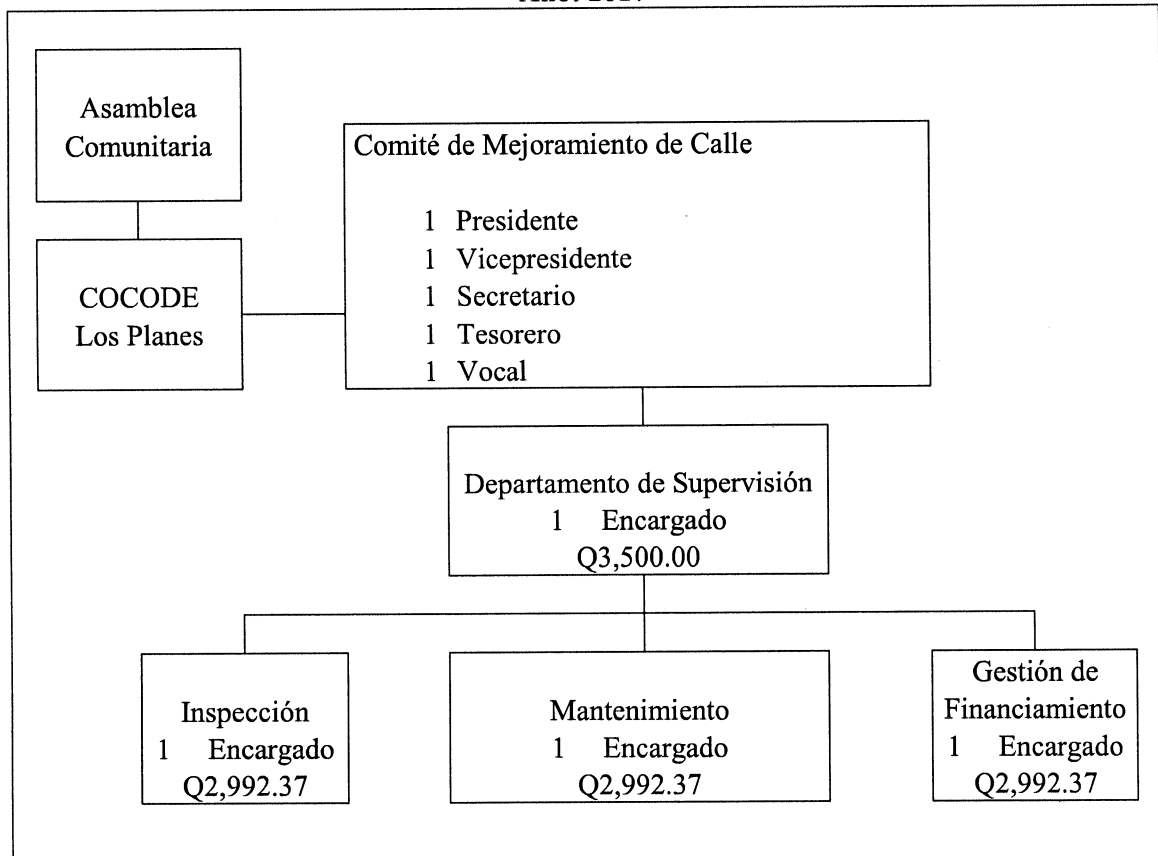 Asamblea
Comunitaria
COCODE
Los Planes
Comité de Mejoramiento de Calle
1 Presidente
1 Vicepresidente
1 Secretario
1 Tesorero
1 Vocal
Departamento de Supervisión
1 Encargado
Q3,500.00
Inspección
1 Encargado
Q2,992.37
Mantenimiento
1 Encargado
Q2,992.37
Gestión de
Financiamiento
1 Encargado
Q2,992.37